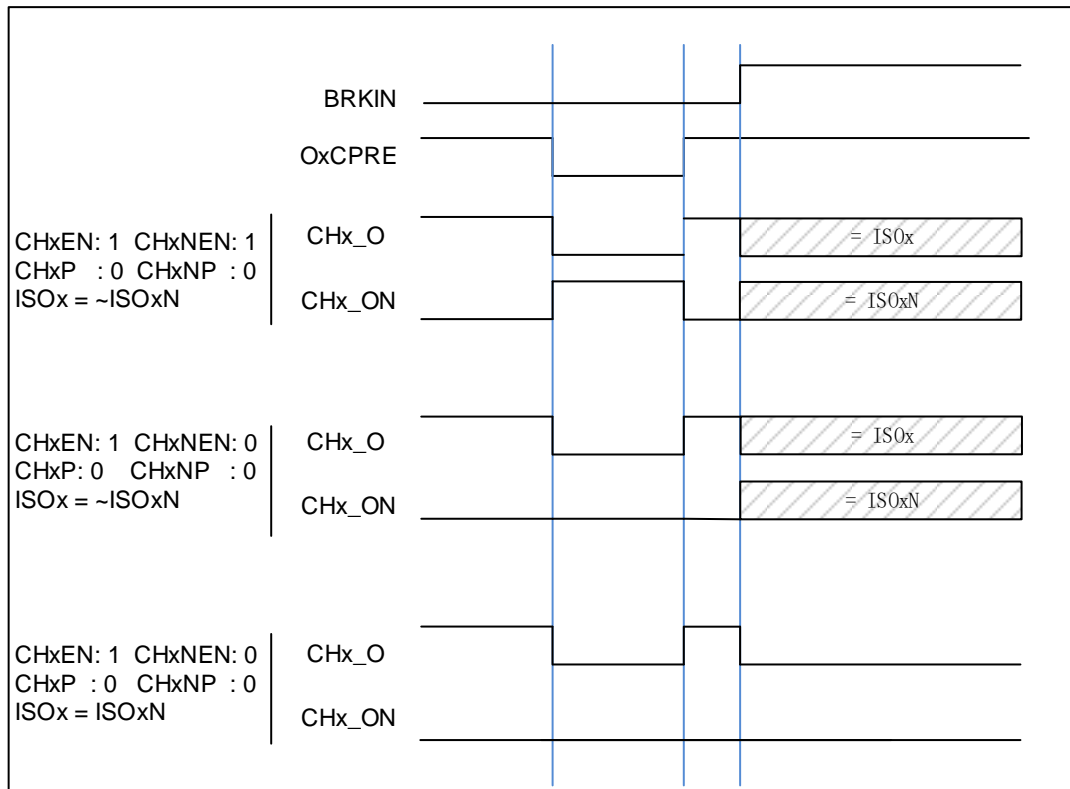 BRKIN
OxCPRE
CHxEN: 1 CHxNEN: 1
CHxP : 0 CHxNP : 0
ISOx = ~ISOxN
CHx_O
= ISOx
CHx_ON
= ISOxN
CHxEN: 1 CHxNEN: 0
CHxP: 0 CHxNP : 0
ISOx = ~ISOxN
CHx_O
= ISOx
CHx_ON
= ISOxN
CHxEN: 1 CHxNEN: 0
CHxP : 0 CHxNP : 0
ISOx = ISOxN
CHx_O
CHx_ON